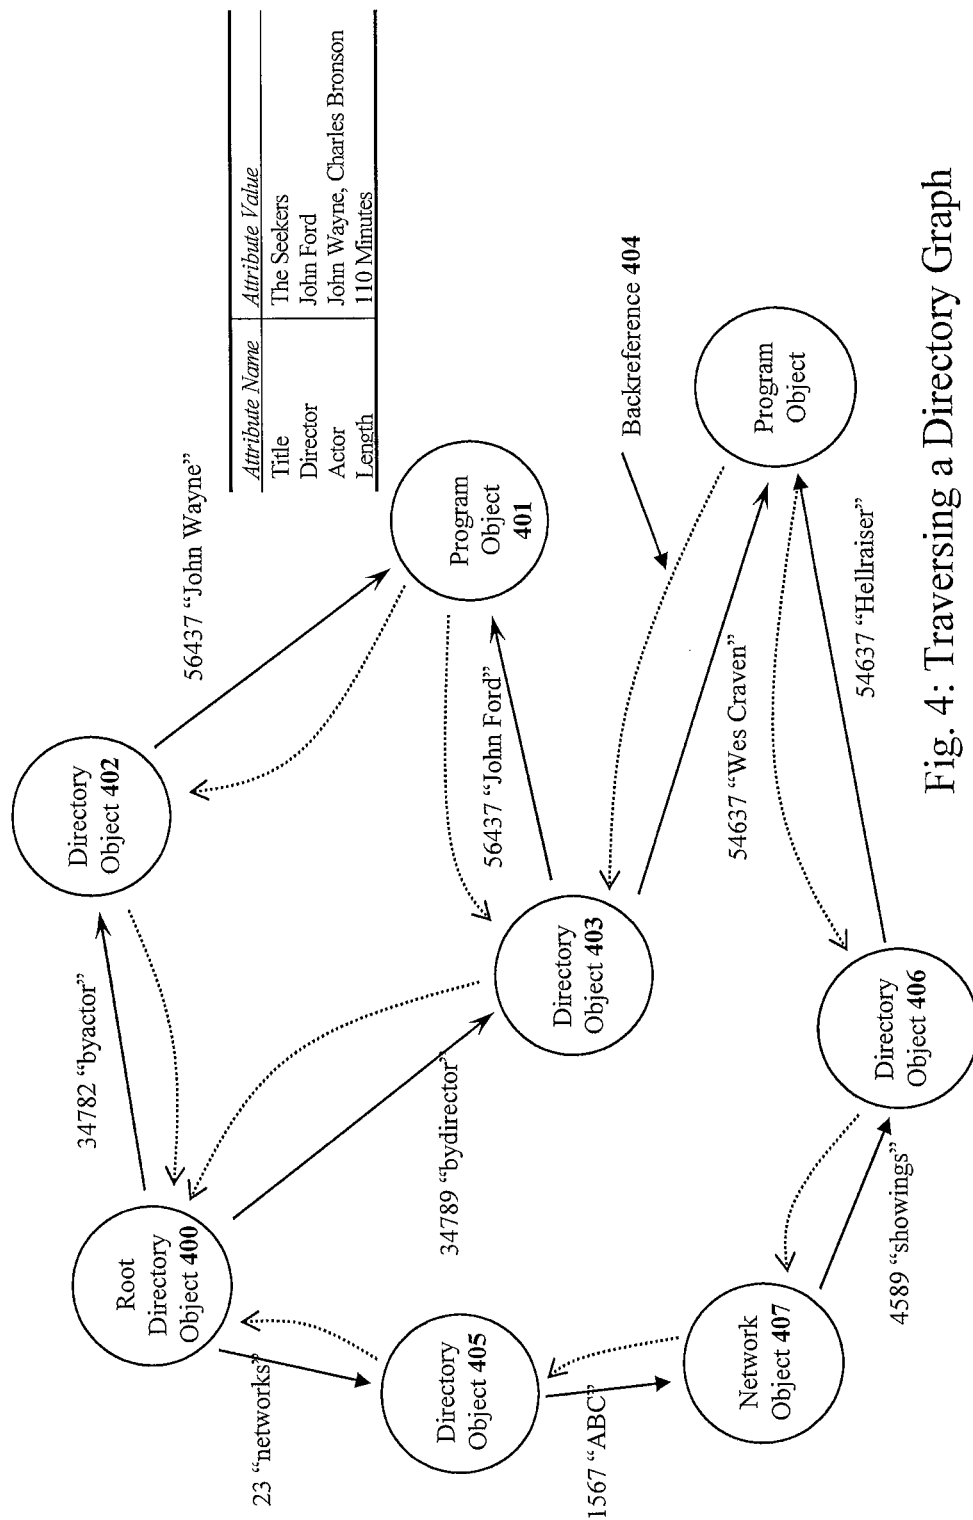 Root
Directory
Object 400
34782 “byactor”
Directory
Object 402
56437 “John Wayne”
Attribute Name Attribute Value
Title The Seekers
Director John Ford
Actor John Wayne, Charles Bronson
Length 110 Minutes
Program
Object
401
34789 “bydirector”
Directory
Object 403
56437 “John Ford”
Backreference 404
23 “networks”
Directory
Object 405
54637 “Wes Craven”
Program
Object
1567 “ABC”
Network
Object 407
4589 “showings”
Directory
Object 406
54637 “Hellraiser”
Fig. 4: Traversing a Directory Graph